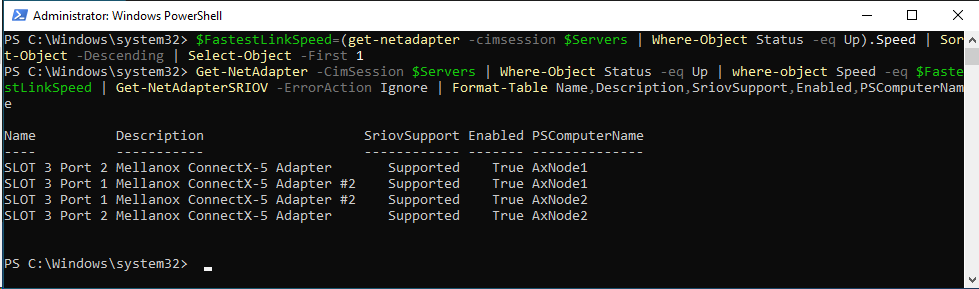 Administrator: Windows PowerShell
PS C:\Windows\system32> $FastestLinkSpeed=(get-netadapter -cimsession $Servers | Where-Object Status -eq Up).Speed | Sor
t-Object -Descending | Select-Object -First 1
PS C:\Windows\system32> Get-NetAdapter -CimSession $Servers | Where-Object Status -eq Up | where-object Speed -eq $Faste
stLinkSpeed | Get-NetAdapterSRIOV -ErrorAction Ignore | Format-Table Name,Description,SriovSupport,Enabled,PSComputerNam
e
Name Description SriovSupport Enabled PSComputerName
---- ----------- ------------ ------- --------------
SLOT 3 Port 2 Mellanox ConnectX-5 Adapter Supported True AxNode1
SLOT 3 Port 1 Mellanox ConnectX-5 Adapter #2 Supported True AxNode1
SLOT 3 Port 1 Mellanox ConnectX-5 Adapter #2 Supported True AxNode2
SLOT 3 Port 2 Mellanox ConnectX-5 Adapter Supported True AxNode2
PS C:\Windows\system32>